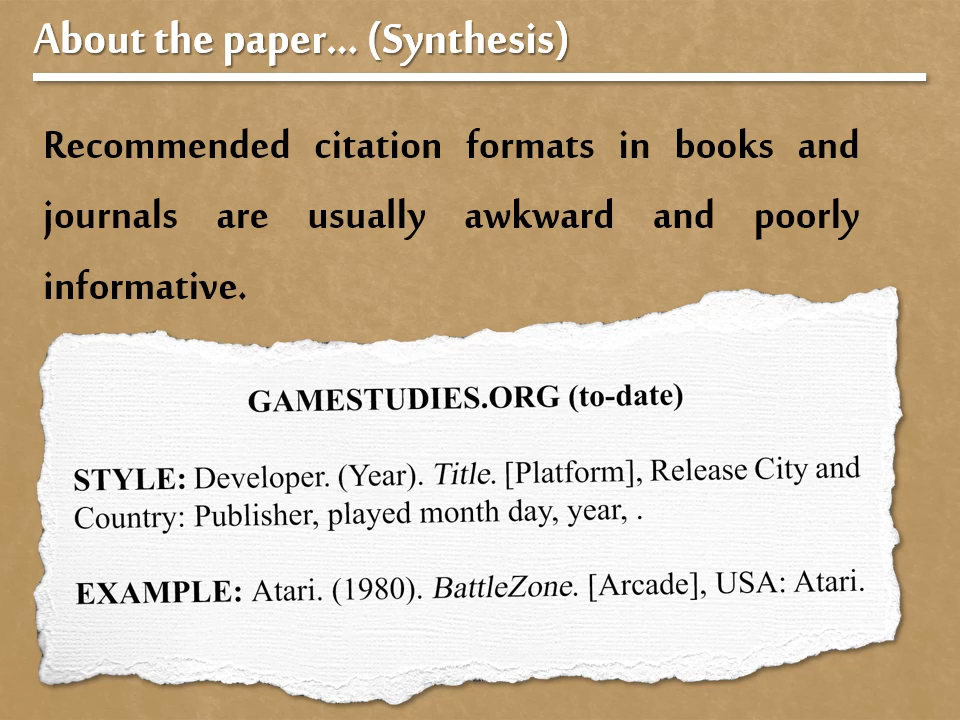 About the paper... (Synthesis)
Recommended citation formats in books and
journals are usually awkward and poorly
informative.
GAMESTUDIES.ORG (to-date)
STYLE: Developer. (Year). Title. [Platform], Release City and
Country: Publisher, played month day, year, .
EXAMPLE: Atari. (1980). BattleZone. [Arcade], USA: Atari.